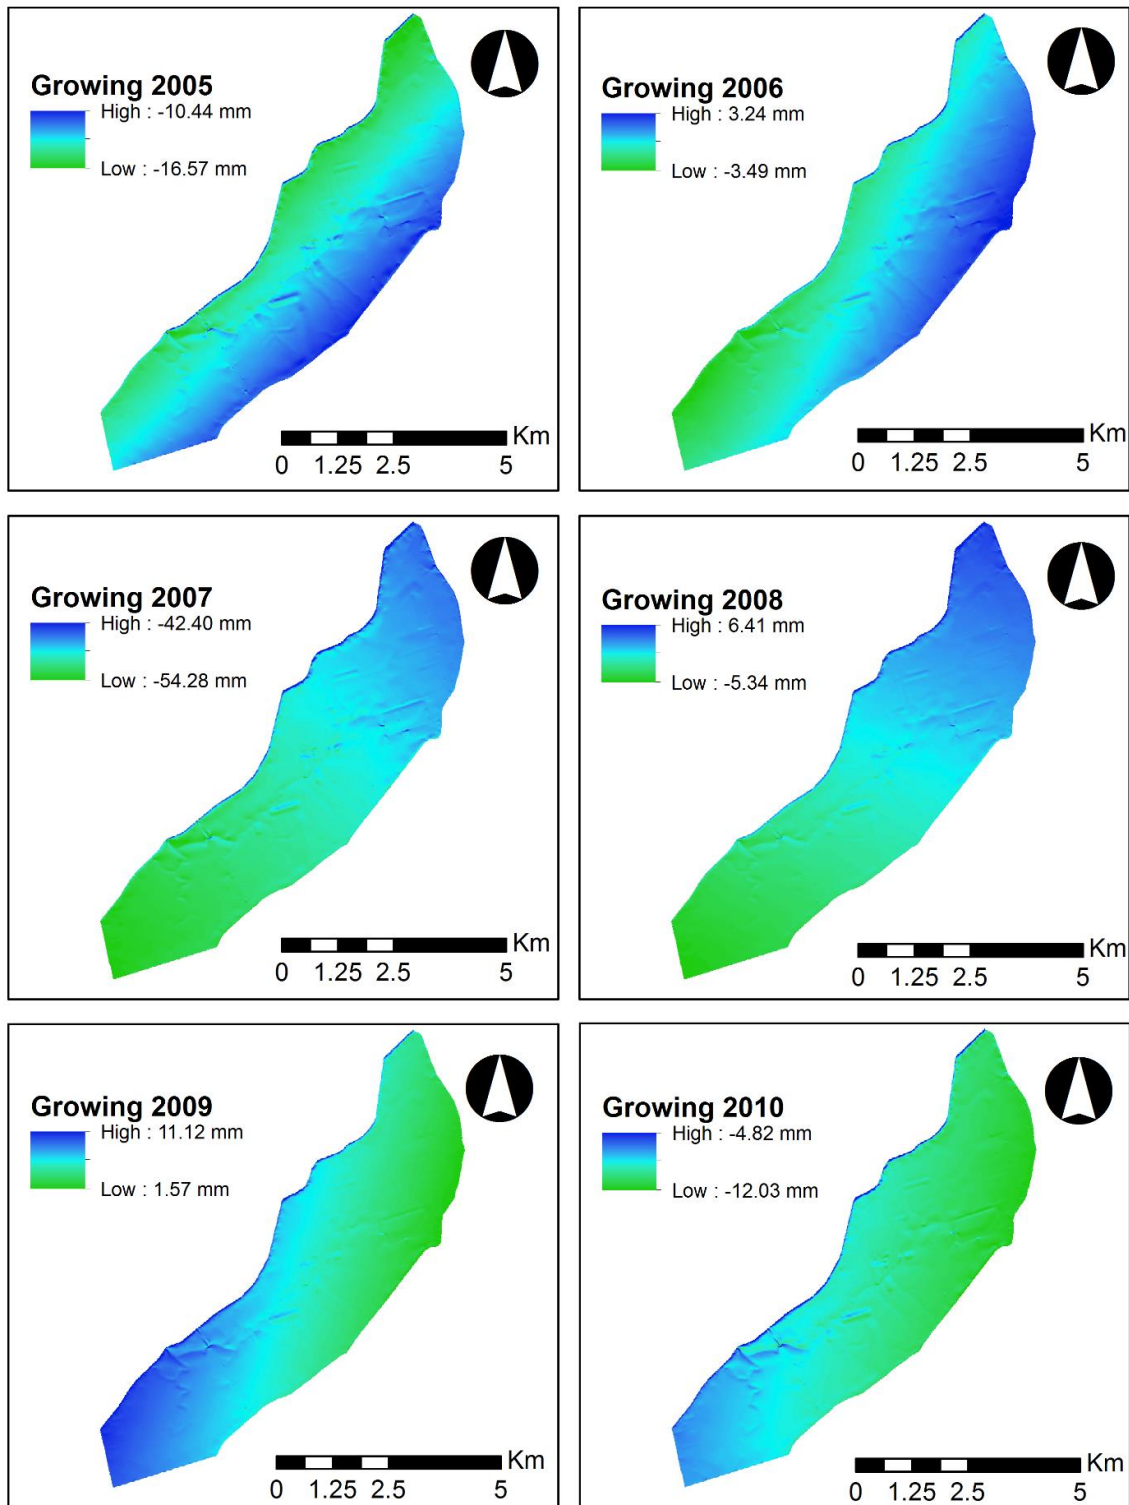 Growing 2005
High : -10.44 mm
Low : -16.57 mm
Km
0 1.25 2.5 5
Growing 2006
High : 3.24 mm
Low : -3.49 mm
Km
0 1.25 2.5 5
Growing 2007
High : -42.40 mm
Low : -54.28 mm
Km
0 1.25 2.5 5
Growing 2008
High : 6.41 mm
Low : -5.34 mm
Km
0 1.25 2.5 5
Growing 2009
High : 11.12 mm
Low : 1.57 mm
Km
0 1.25 2.5 5
Growing 2010
High : -4.82 mm
Low : -12.03 mm
Km
0 1.25 2.5 5